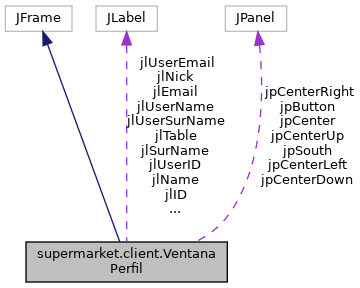 JFrame
JLabel
JPanel
jlUserEmail
jlNick
jlEmail
jlUserName
jlUserSurName
jlTable
jlSurName
jlUserID
jlName
jlID
...
jpCenterRight
jpButton
jpCenter
jpCenterUp
jpSouth
jpCenterLeft
jpCenterDown
supermarket.client.Ventana
Perfil